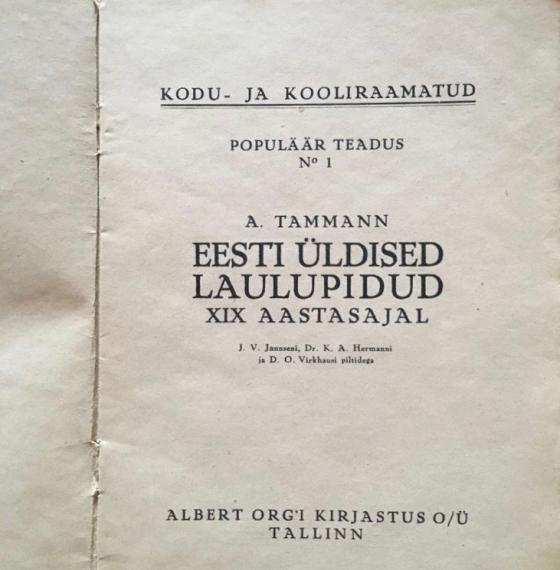 KODU- JA KOOLIRAAMATUD
POPULÄÄR TEADUS
Nº 1
A. TAMMANN
EESTI ÜLDISED
LAULUPIDUD
XIX AASTASAJAL
J. V. Jannseni, Dr. K. A. Hermanni
ja D. O. Virkhausi piltidega
ALBERT ORG'I KIRJASTUS O/Ü
TALLINN